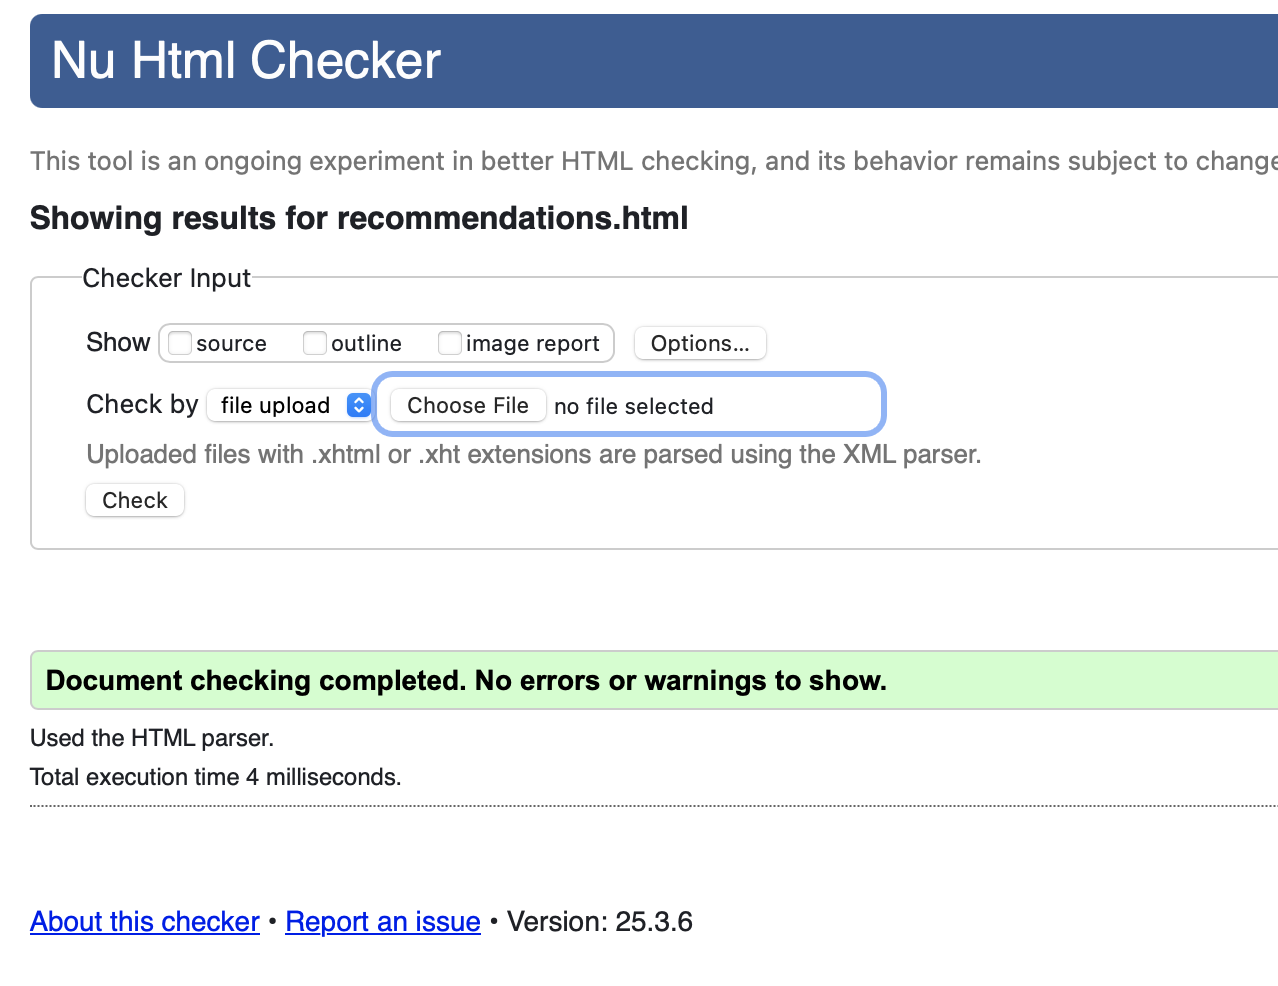 Nu Html Checker
This tool is an ongoing experiment in better HTML checking, and its behavior remains subject to change
Showing results for recommendations.html
Checker Input
Show source outline image report Options...
Check by file upload Choose File no file selected
Uploaded files with .xhtml or .xht extensions are parsed using the XML parser.
Check
Document checking completed. No errors or warnings to show.
Used the HTML parser.
Total execution time 4 milliseconds.
About this checker • Report an issue • Version: 25.3.6